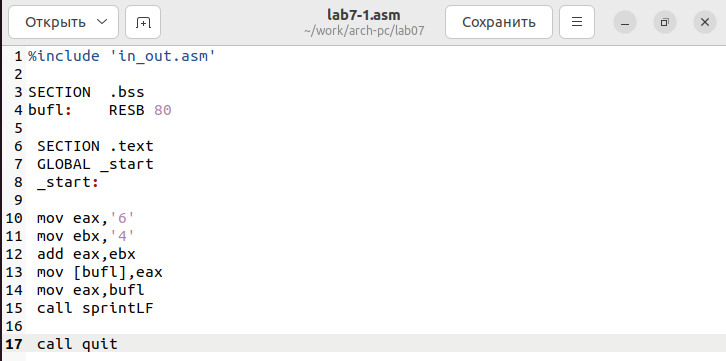 Открыть
lab7-1.asm
~/work/arch-pc/lab07
Сохранить
1 %include 'in_out.asm'
2
3 SECTION  .bss
4 bufl:    RESB 80
5
6  SECTION .text
7  GLOBAL _start
8  _start:
9
10  mov eax,'6'
11  mov ebx,'4'
12  add eax,ebx
13  mov [bufl],eax
14  mov eax,bufl
15  call sprintLF
16
17  call quit